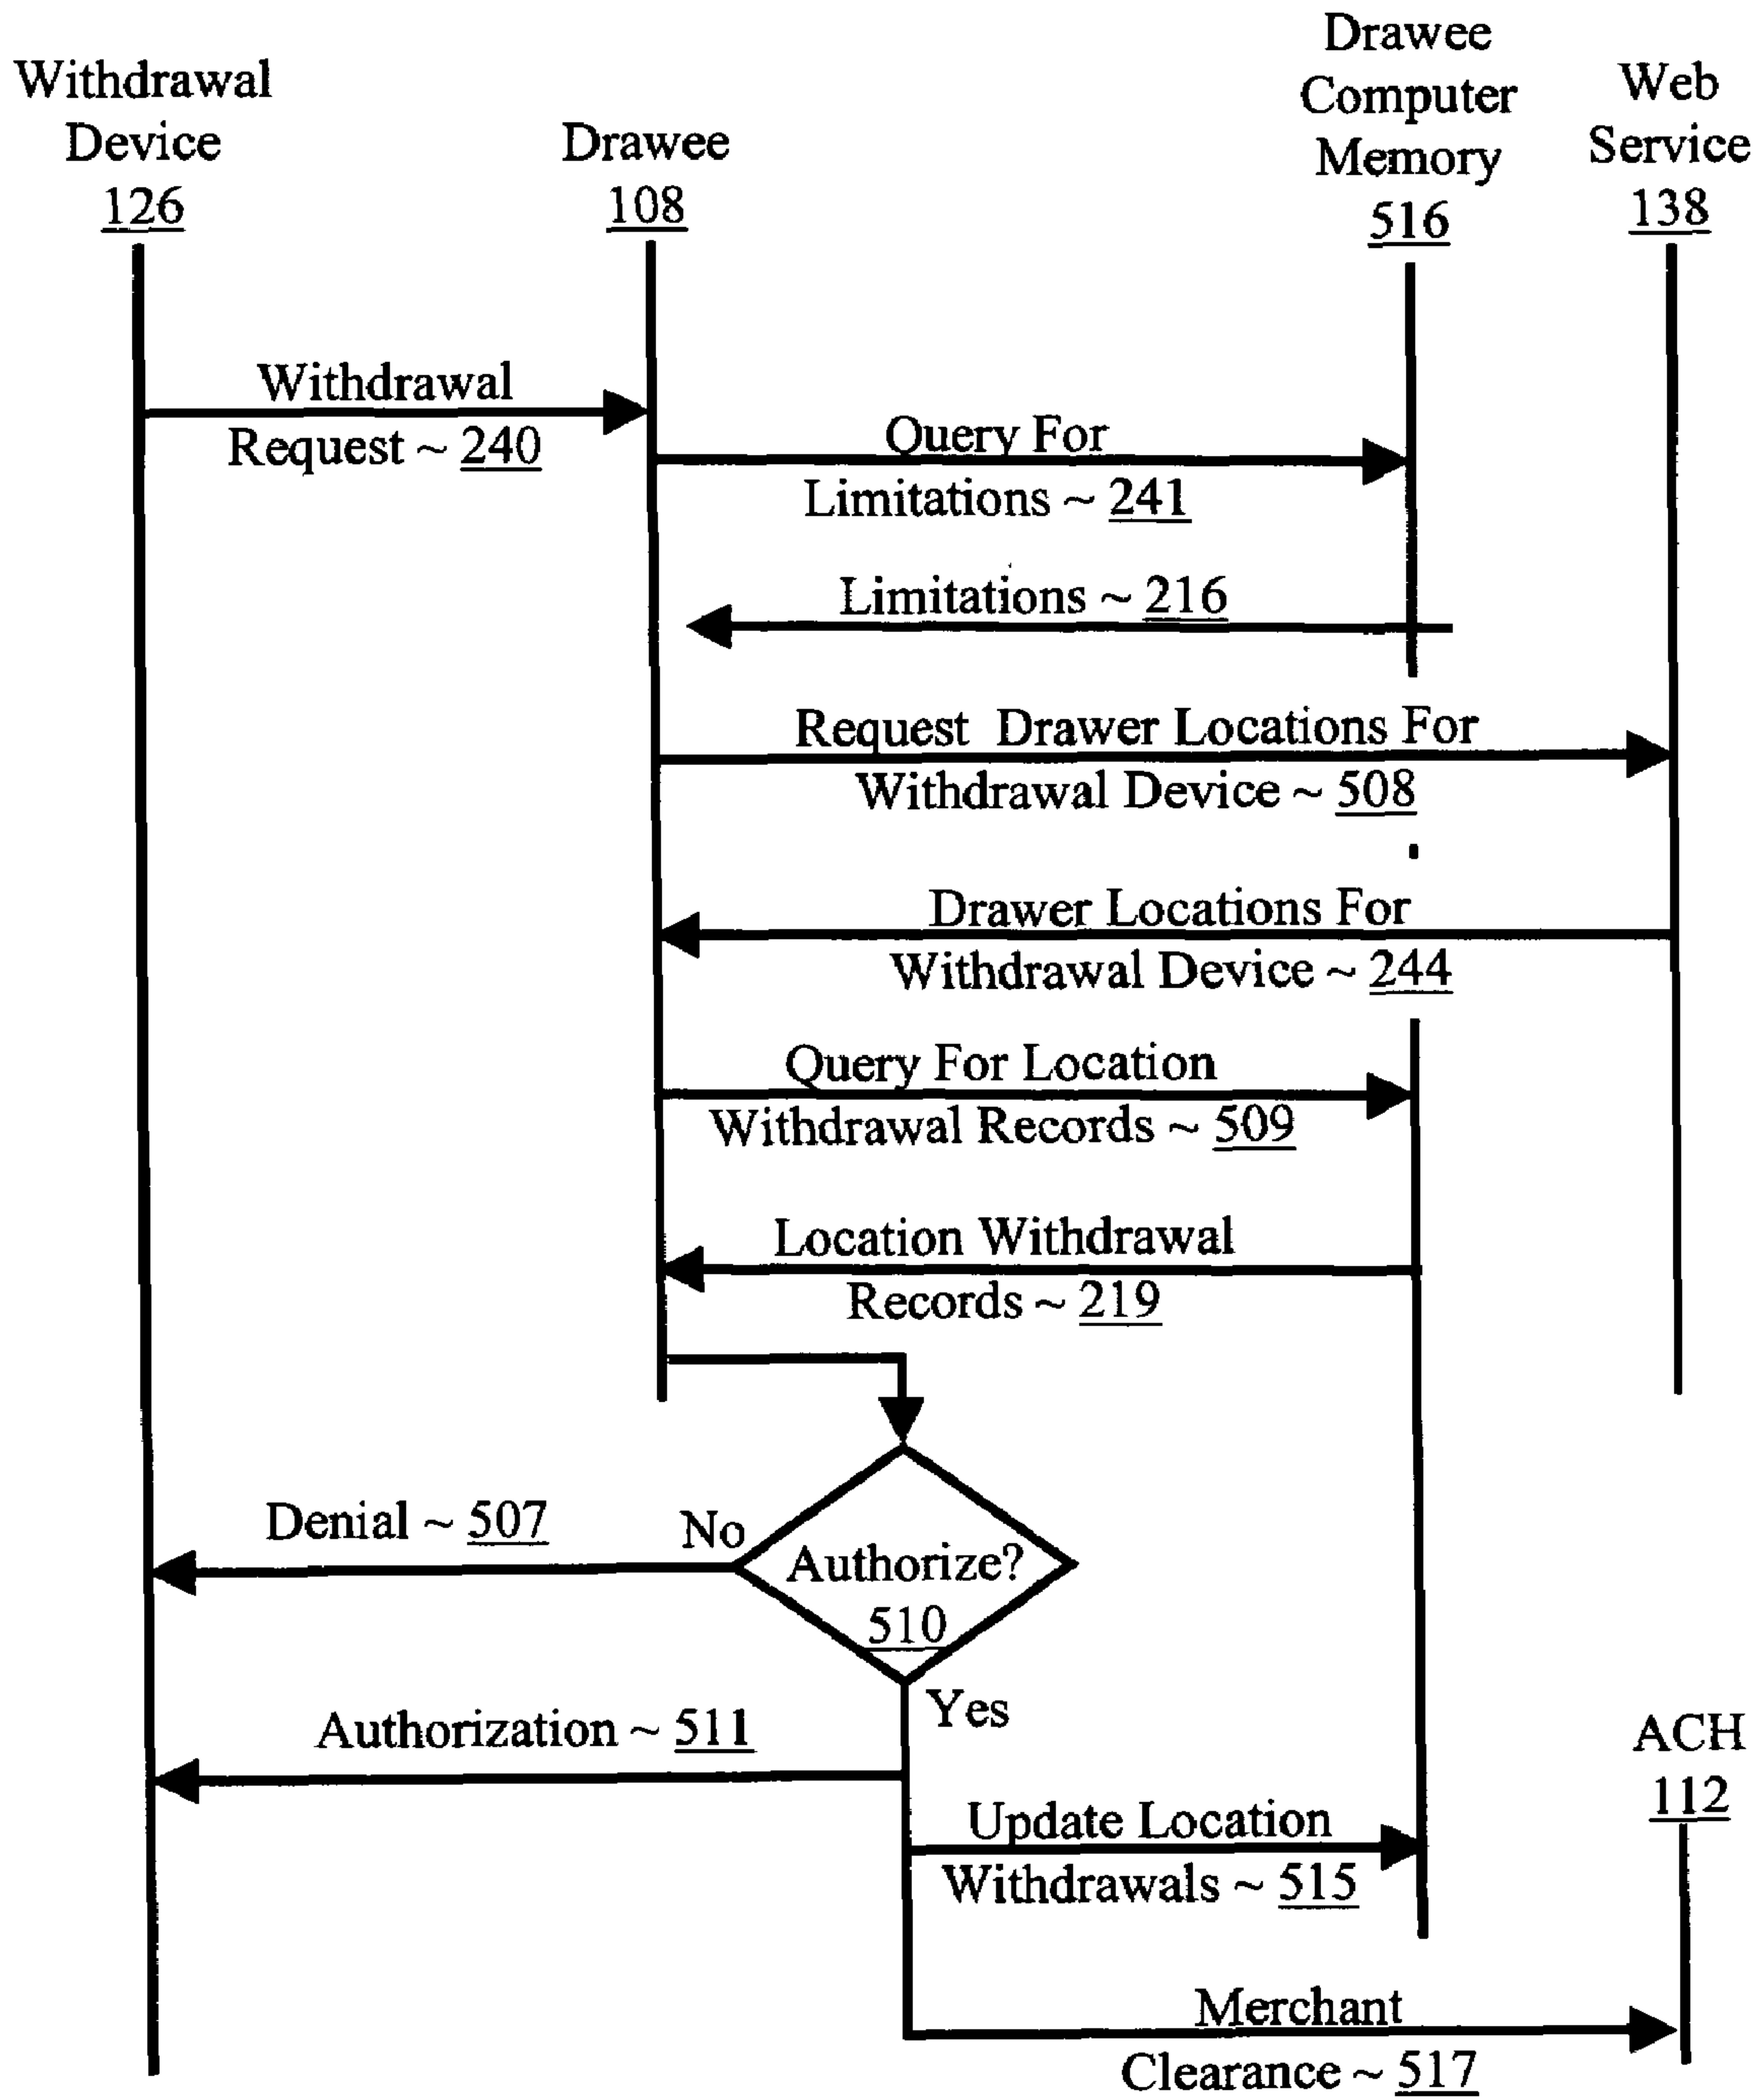 Withdrawal
Device
126
Drawee
108
Drawee
Computer
Memory
516
Web
Service
138
Withdrawal
Request ~ 240
Query For
Limitations ~ 241
Limitations ~ 216
Request Drawer Locations For
Withdrawal Device ~ 508
Drawer Locations For
Withdrawal Device ~ 244
Query For Location
Withdrawal Records ~ 509
Location Withdrawal
Records ~ 219
Denial ~ 507
No
Authorize?
510
Yes
Authorization ~ 511
ACH
112
Update Location
Withdrawals ~ 515
Merchant
Clearance ~ 517